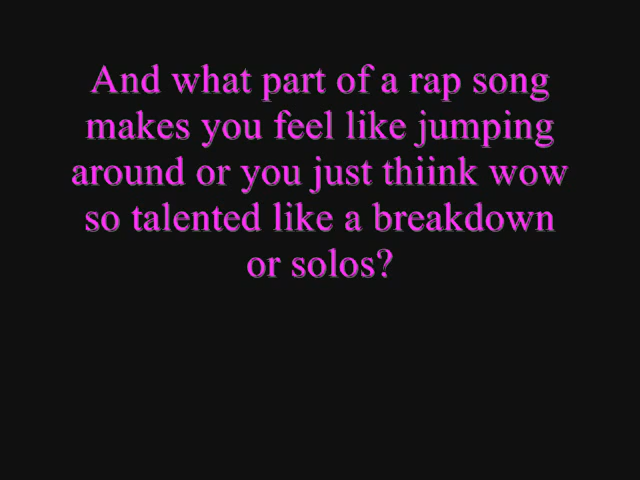 And what part of a rap song
makes you feel like jumping
around or you just thiink wow
so talented like a breakdown
or solos?